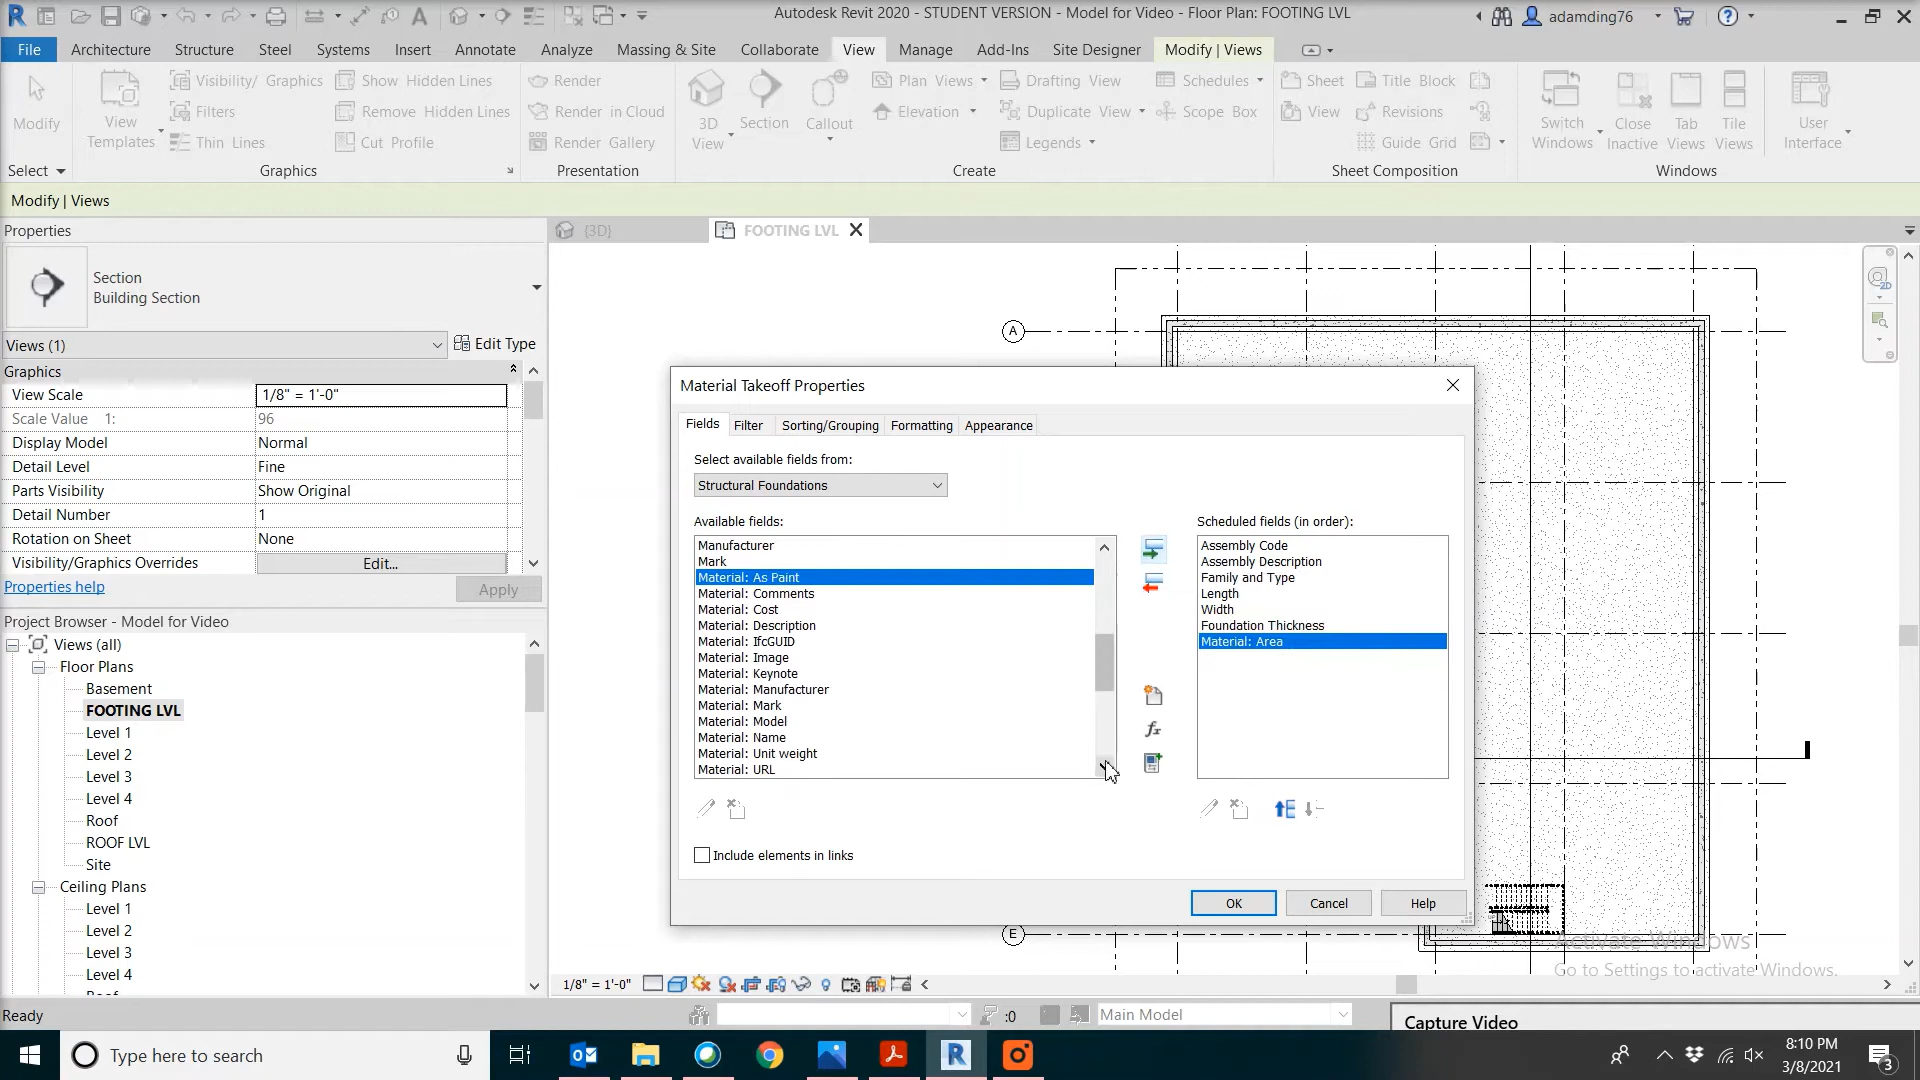 Autodesk Revit 2020 - STUDENT VERSION - Model for Video - Floor Plan: FOOTING LVL
adamding76
File Architecture Structure Steel Systems Insert Annotate Analyze Massing & Site Collaborate View Manage Add-Ins Site Designer Modify | Views
Visibility/ Graphics Show Hidden Lines Render Plan Views Drafting View Schedules Sheet Title Block
Filters Remove Hidden Lines Render in Cloud Elevation Duplicate View Scope Box View Revisions
Thin Lines Cut Profile Render Gallery Legends Guide Grid
Modify
View Templates
3D View
Section
Callout
Switch Windows
Close Inactive
Tab Views
Tile Views
User Interface
Select Graphics Presentation Create Sheet Composition Windows
Modify | Views
Properties
{3D}
FOOTING LVL
Section
Building Section
Views (1)
Edit Type
Graphics
View Scale 1/8" = 1'-0"
Scale Value 1: 96
Display Model Normal
Detail Level Fine
Parts Visibility Show Original
Detail Number 1
Rotation on Sheet None
Visibility/Graphics Overrides Edit...
Properties help
Apply
Project Browser - Model for Video
Views (all)
Floor Plans
Basement
FOOTING LVL
Level 1
Level 2
Level 3
Level 4
Roof
ROOF LVL
Site
Ceiling Plans
Level 1
Level 2
Level 3
Level 4
A
E
2D
Material Takeoff Properties
Fields Filter Sorting/Grouping Formatting Appearance
Select available fields from:
Structural Foundations
Available fields:
Manufacturer
Mark
Material: As Paint
Material: Comments
Material: Cost
Material: Description
Material: IfcGUID
Material: Image
Material: Keynote
Material: Manufacturer
Material: Mark
Material: Model
Material: Name
Material: Unit weight
Material: URL
Scheduled fields (in order):
Assembly Code
Assembly Description
Family and Type
Length
Width
Foundation Thickness
Material: Area
fx
Include elements in links
OK Cancel Help
Activate Windows
Go to Settings to activate Windows.
1/8" = 1'-0"
Ready
:0
Main Model
Capture Video
Type here to search
8:10 PM
3/8/2021
3